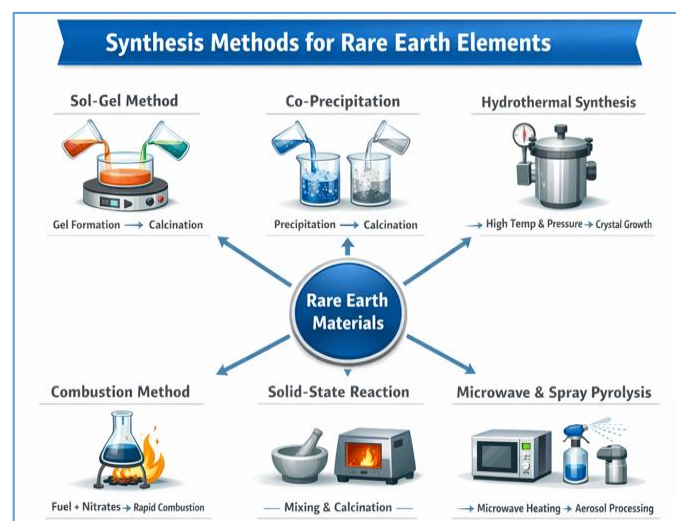 Synthesis Methods for Rare Earth Elements
Sol-Gel Method
Co-Precipitation
Hydrothermal Synthesis
Gel Formation → Calcination
Precipitation → Calcination
→ High Temp & Pressure → Crystal Growth
Rare Earth
Materials
Combustion Method
Solid-State Reaction
Microwave & Spray Pyrolysis
Fuel + Nitrates → Rapid Combustion
— Mixing & Calcination —
→ Microwave Heating → Aerosol Processing